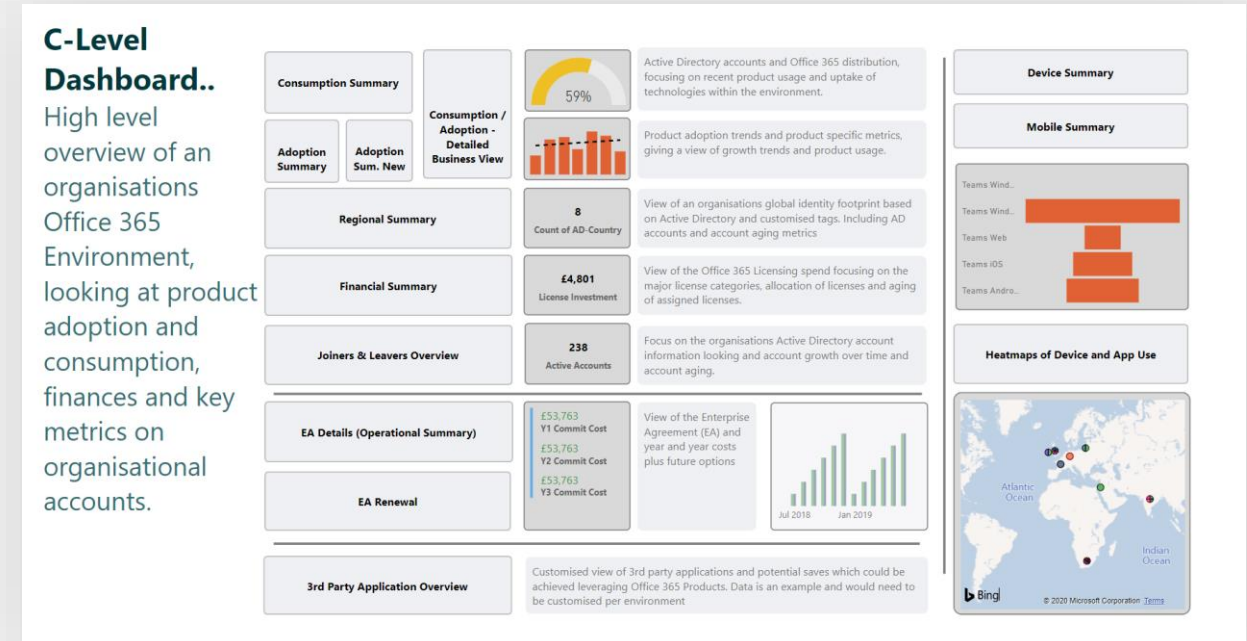 C-Level
Dashboard..
High level
overview of an
organisations
Office 365
Environment,
looking at product
adoption and
consumption,
finances and key
metrics on
organisational
accounts.
Consumption Summary
Adoption
Summary
Adoption
Sum. New
Consumption /
Adoption -
Detailed
Business View
59%
Active Directory accounts and Office 365 distribution,
focusing on recent product usage and uptake of
technologies within the environment.
Product adoption trends and product specific metrics,
giving a view of growth trends and product usage.
Regional Summary
8
Count of AD-Country
View of an organisations global identity footprint based
on Active Directory and customised tags. Including AD
accounts and account aging metrics
Financial Summary
£4,801
License Investment
View of the Office 365 Licensing spend focusing on the
major license categories, allocation of licenses and aging
of assigned licenses.
Joiners & Leavers Overview
238
Active Accounts
Focus on the organisations Active Directory account
information looking and account growth over time and
account aging.
EA Details (Operational Summary)
EA Renewal
£53,763
Y1 Commit Cost
£53,763
Y2 Commit Cost
£53,763
Y3 Commit Cost
View of the Enterprise
Agreement (EA) and
year and year costs
plus future options
Jul 2018 Jan 2019
3rd Party Application Overview
Customised view of 3rd party applications and potential saves which could be
achieved leveraging Office 365 Products. Data is an example and would need to
be customised per environment
Device Summary
Mobile Summary
Teams Wind..
Teams Wind..
Teams Web
Teams iOS
Teams Andro..
Heatmaps of Device and App Use
Atlantic
Ocean
Indian
Ocean
Bing
© 2020 Microsoft Corporation Terms